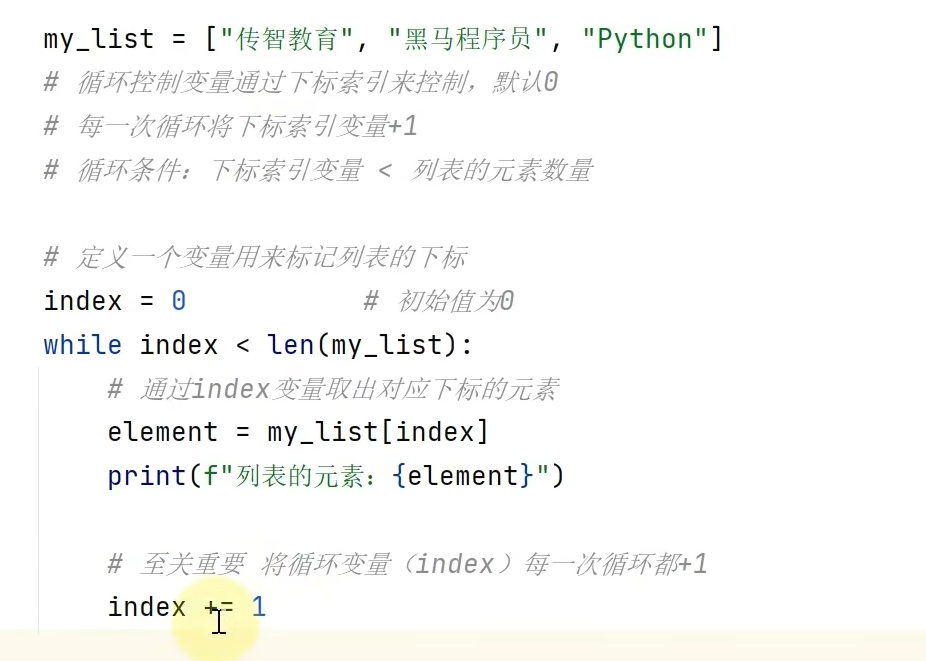 my_list = ["传智教育", "黑马程序员", "Python"]
# 循环控制变量通过下标索引来控制，默认0
# 每一次循环将下标索引变量+1
# 循环条件：下标索引变量 < 列表的元素数量
# 定义一个变量用来标记列表的下标
index = 0 # 初始值为0
while index < len(my_list):
# 通过index变量取出对应下标的元素
element = my_list[index]
print(f"列表的元素：{element}")
# 至关重要 将循环变量（index）每一次循环都+1
index += 1